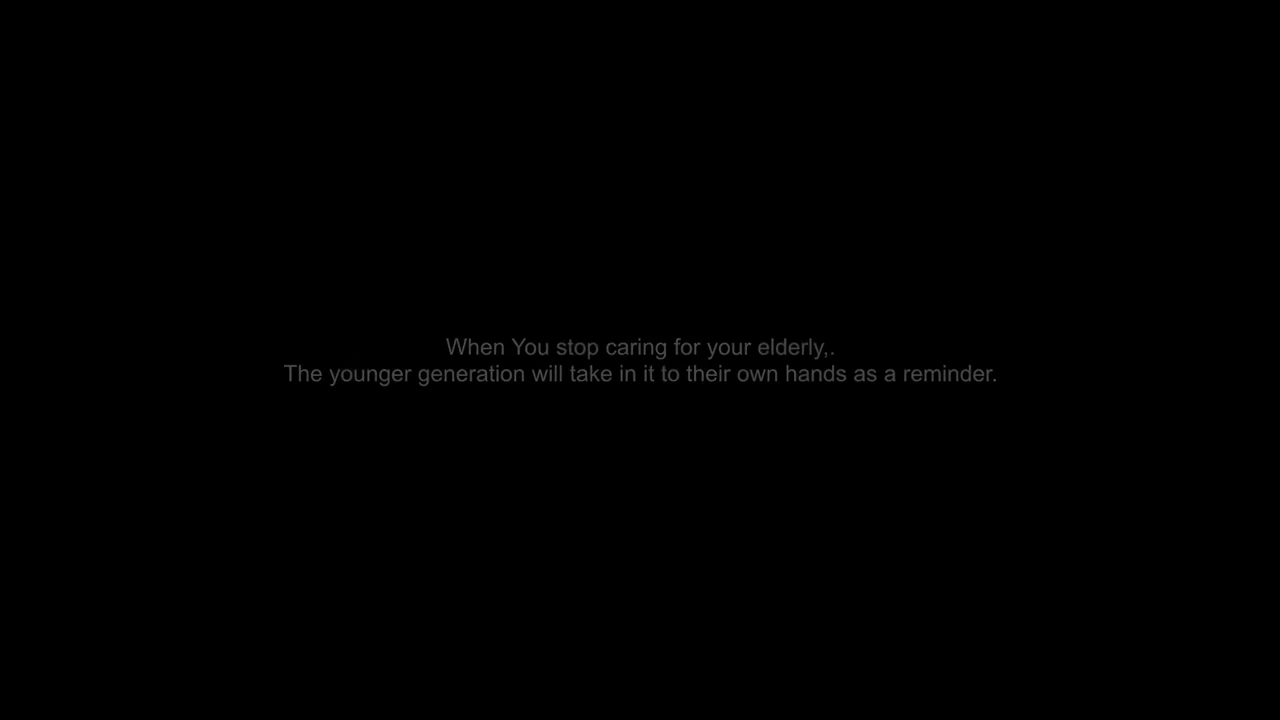 When You stop caring for your elderly,.
The younger generation will take in it to their own hands as a reminder.